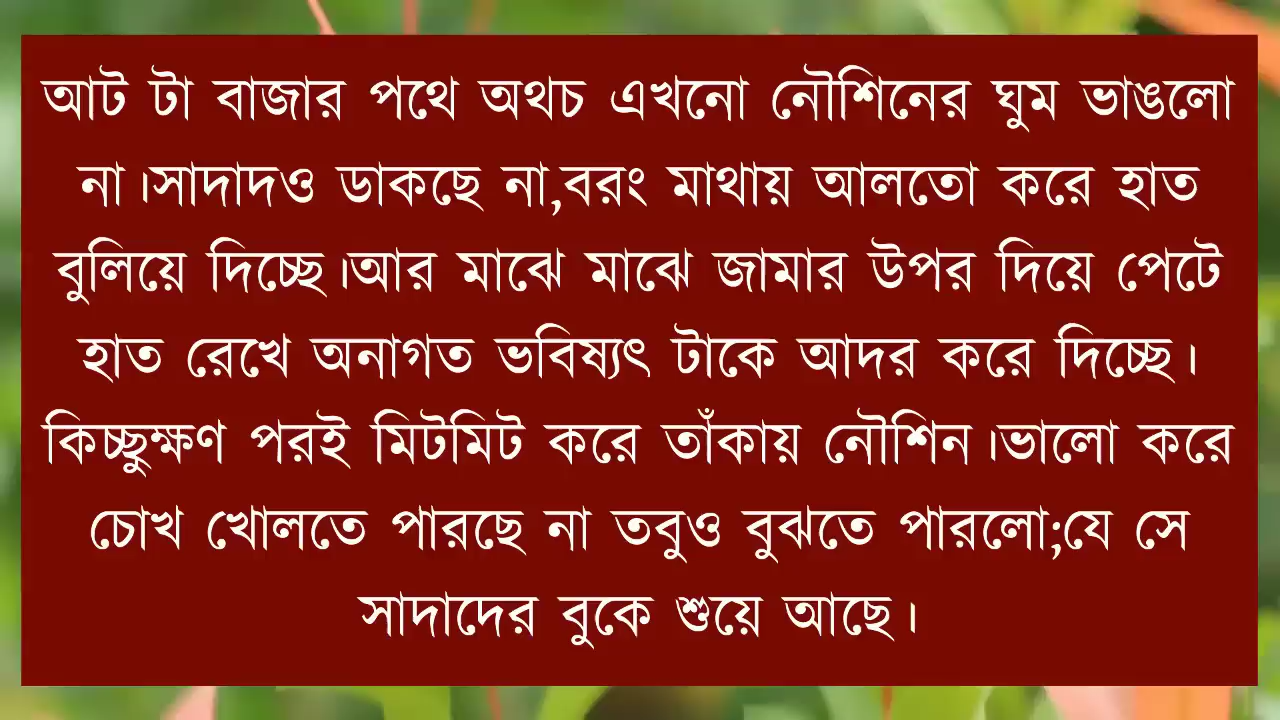 আট টা বাজার পথে অথচ এখনো নৌশিনের ঘুম ভাঙলো
না।সাদাদও ডাকছে না,বরং মাথায় আলতো করে হাত
বুলিয়ে দিচ্ছে।আর মাঝে মাঝে জামার উপর দিয়ে পেটে
হাত রেখে অনাগত ভবিষ্যৎ টাকে আদর করে দিচ্ছে।
কিচ্ছুক্ষণ পরই মিটমিট করে তাঁকায় নৌশিন।ভালো করে
চোখ খোলতে পারছে না তবুও বুঝতে পারলো;যে সে
সাদাদের বুকে শুয়ে আছে।